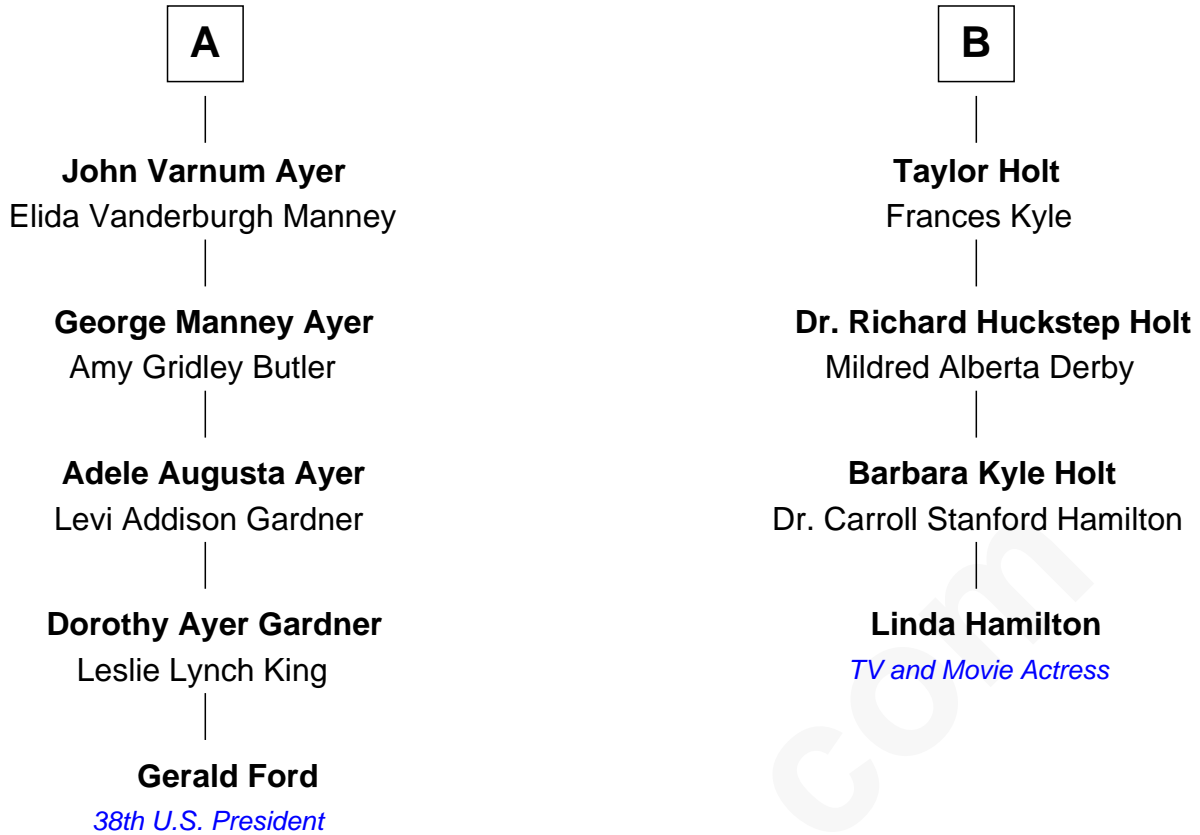 A
John Varnum Ayer
Elida Vanderburgh Manney
George Manney Ayer
Amy Gridley Butler
Adele Augusta Ayer
Levi Addison Gardner
Dorothy Ayer Gardner
Leslie Lynch King
Gerald Ford
38th U.S. President
B
Taylor Holt
Frances Kyle
Dr. Richard Huckstep Holt
Mildred Alberta Derby
Barbara Kyle Holt
Dr. Carroll Stanford Hamilton
Linda Hamilton
TV and Movie Actress
com